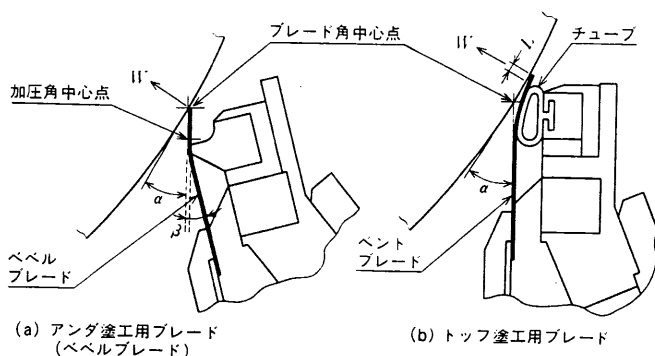 ブレード角中心点
チューブ
W
W
L
加圧角中心点
α
α
β
ベベル
ブレード
ベント
ブレード
(a) アンダ塗工用ブレード
(ベベルブレード)
(b) トップ塗工用ブレード